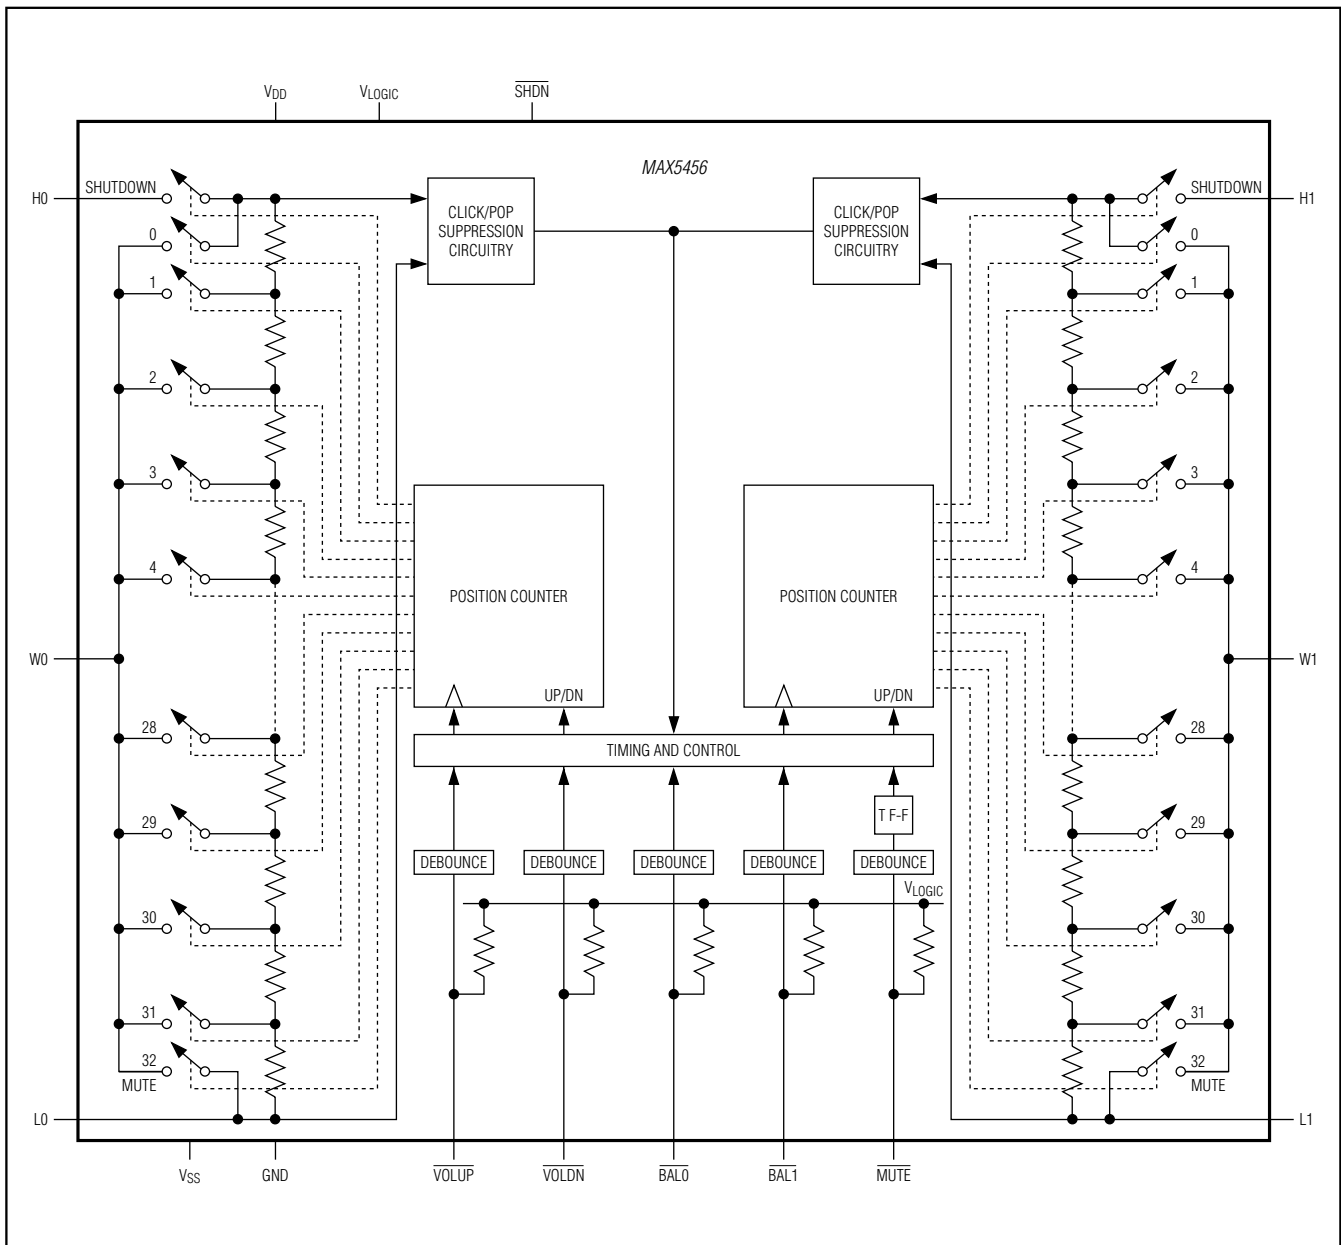 VDD
VLOGIC
SHDN
MAX5456
H0
SHUTDOWN
CLICK/POP
SUPPRESSION
CIRCUITRY
CLICK/POP
SUPPRESSION
CIRCUITRY
SHUTDOWN
H1
0
0
1
1
2
2
3
3
4
4
POSITION COUNTER
POSITION COUNTER
W0
W1
UP/DN
UP/DN
28
28
TIMING AND CONTROL
T F-F
29
29
DEBOUNCE
DEBOUNCE
DEBOUNCE
DEBOUNCE
DEBOUNCE
VLOGIC
30
30
31
31
32
MUTE
32
MUTE
L0
L1
VSS
GND
VOLUP
VOLDN
BAL0
BAL1
MUTE